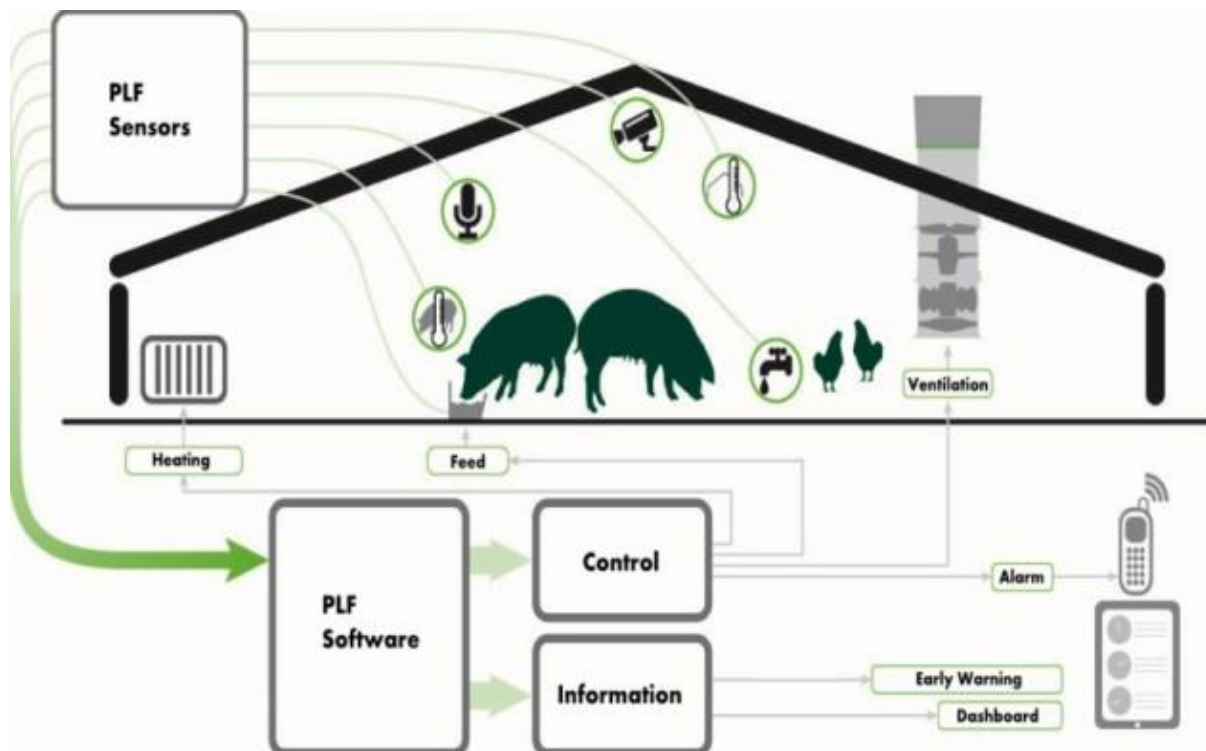 PLF
Sensors
Ventilation
Heating
Feed
PLF
Software
Control
Alarm
Information
Early Warning
Dashboard